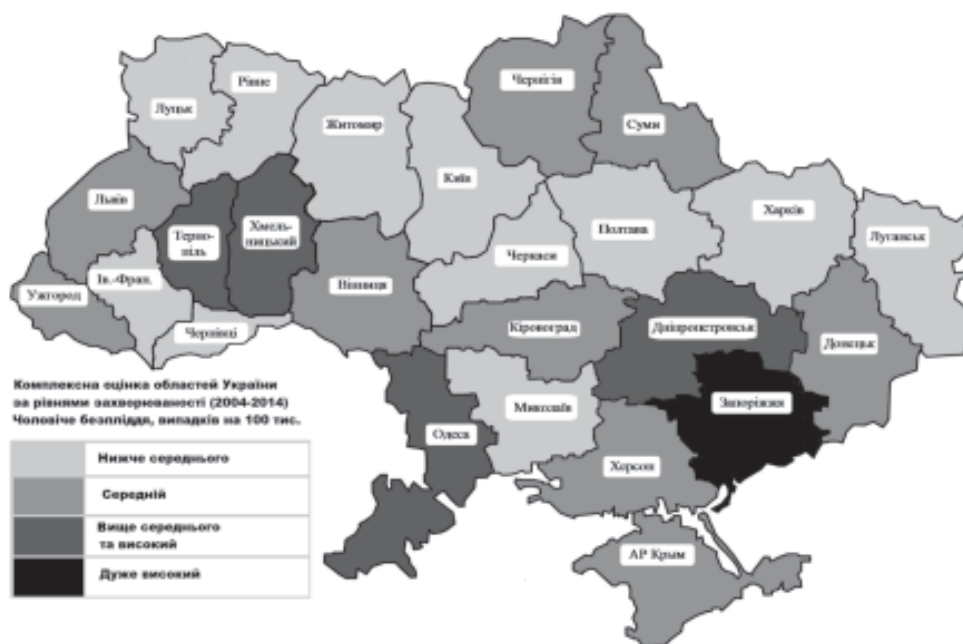 Чернігів
Рівне
Луцьк
Житомир
Суми
Київ
Львів
Харків
Хмель-
ницький
Терно-
піль
Полтава
Луганськ
Черкаси
Ів.-Фран.
Вінниця
Ужгород
Чернівці
Кіровоград
Дніпропетровськ
Донецьк
Комплексна оцінка областей України
за рівнями захворюваності (2004-2014)
Чоловіче безпліддя, випадків на 100 тис.
Миколаїв
Запоріжжя
Одеса
Нижче середнього
Херсон
Середній
Вище середнього
та високий
АР Крым
Дуже високий